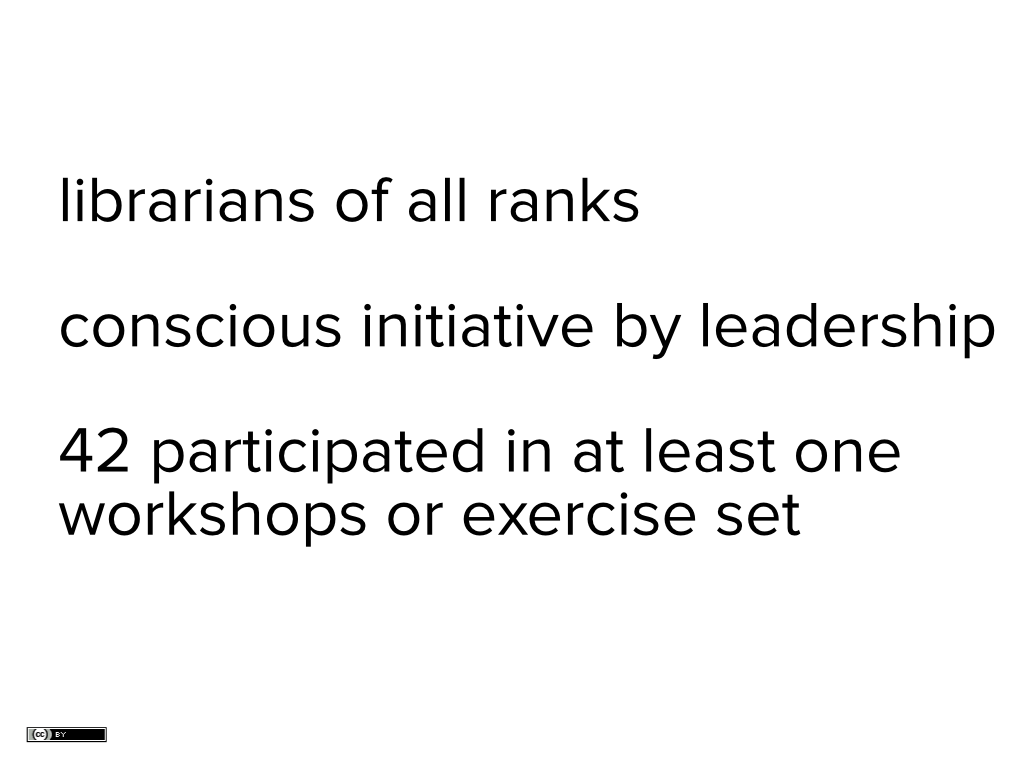 librarians of all ranks
conscious initiative by leadership
42 participated in at least one
workshops or exercise set
cc BY